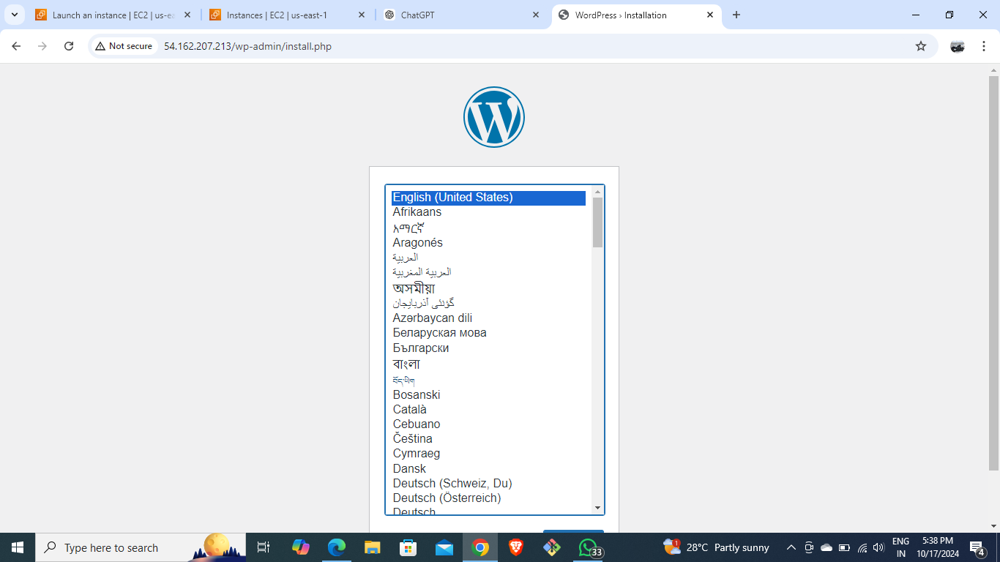 Launch an instance | EC2 | us-ea
Instances | EC2 | us-east-1
ChatGPT
WordPress › Installation
Not secure
54.162.207.213/wp-admin/install.php
English (United States)
Afrikaans
አማርኛ
Aragonés
العربية
العربية المغربية
অসমীয়া
گؤنئی آذربایجان
Azərbaycan dili
Беларуская мова
Български
বাংলা
བོད་ཡིག
Bosanski
Català
Cebuano
Čeština
Cymraeg
Dansk
Deutsch (Schweiz, Du)
Deutsch (Österreich)
Deutsch
Type here to search
33
1
28°C Partly sunny
ENG
IN
5:38 PM
10/17/2024
4